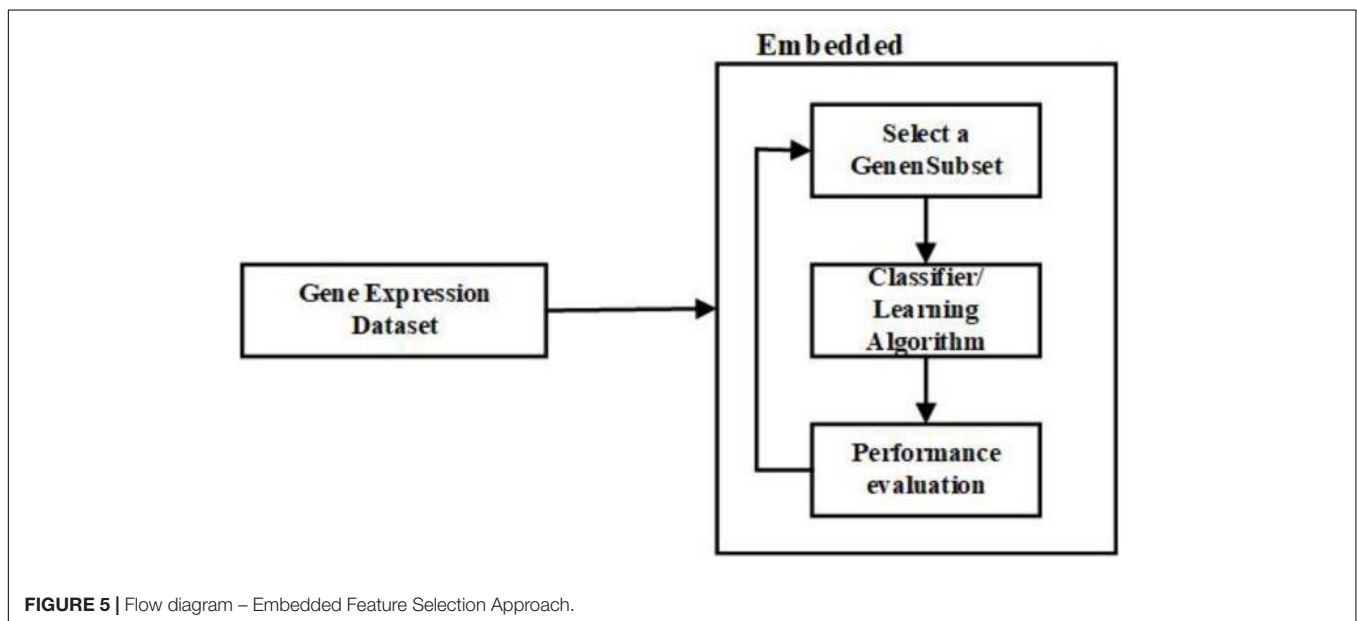 Embedded
Select a
GenenSubset
Gene Expression
Dataset
Classifier/
Learning
Algorithm
Performance
evaluation
FIGURE 5 | Flow diagram – Embedded Feature Selection Approach.